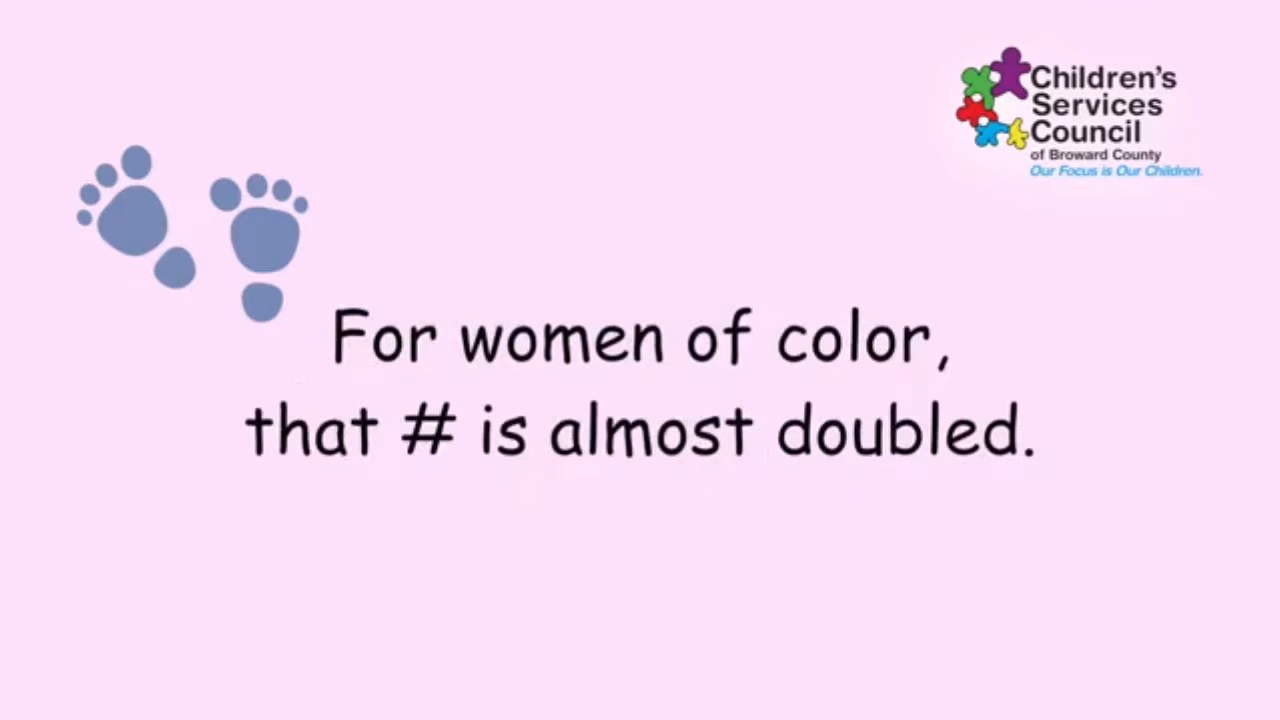 Children's
Services
Council
of Broward County
Our Focus is Our Children.
For women of color,
that # is almost doubled.